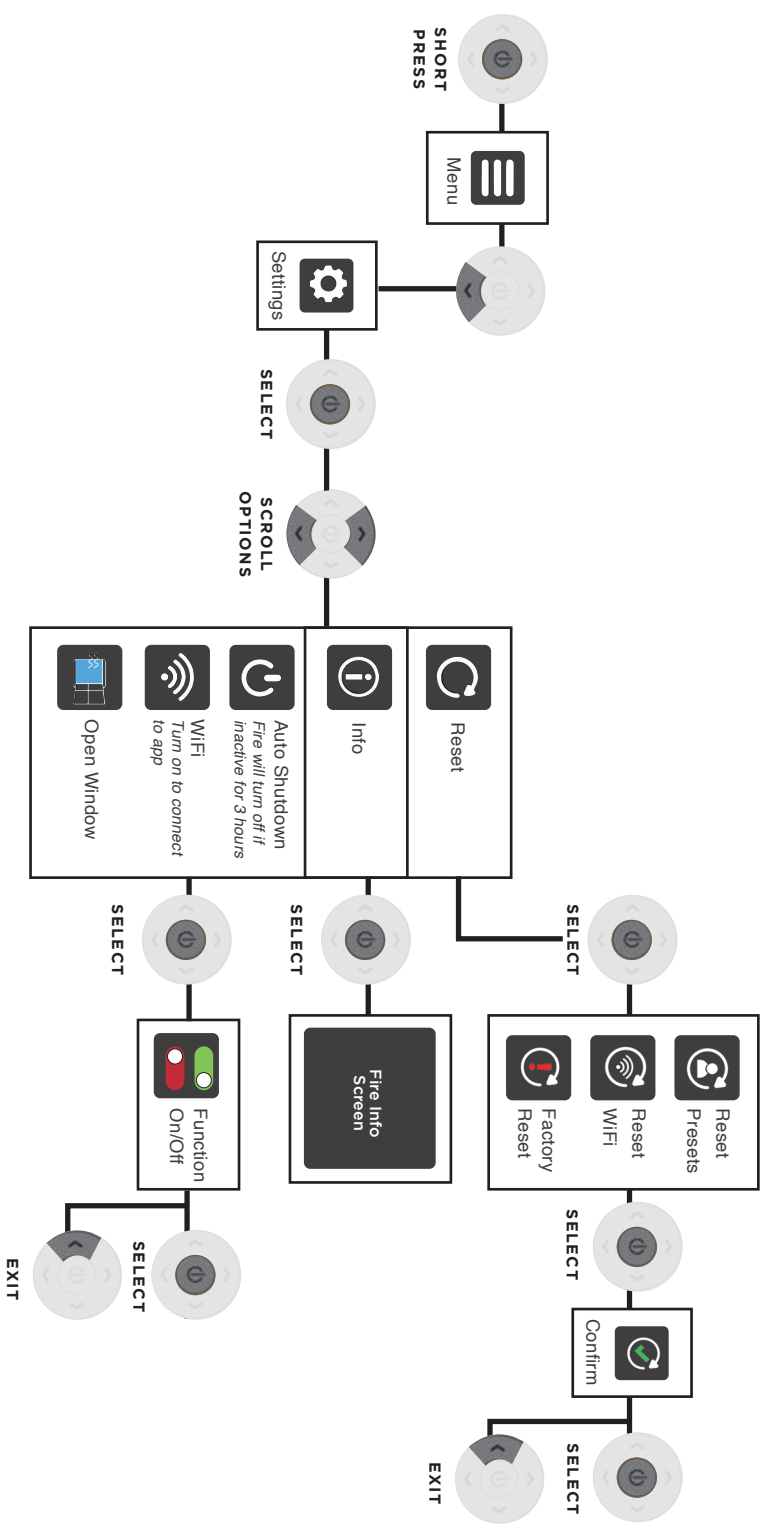 SHORT
PRESS
Menu
Settings
SELECT
SCROLL
OPTIONS
Reset
Info
Auto Shutdown
Fire will turn off if
inactive for 3 hours
WiFi
Turn on to connect
to app
Open Window
SELECT
Reset
Presets
Reset
WiFi
Factory
Reset
SELECT
Confirm
SELECT
EXIT
SELECT
Fire Info
Screen
SELECT
Function
On/Off
SELECT
EXIT